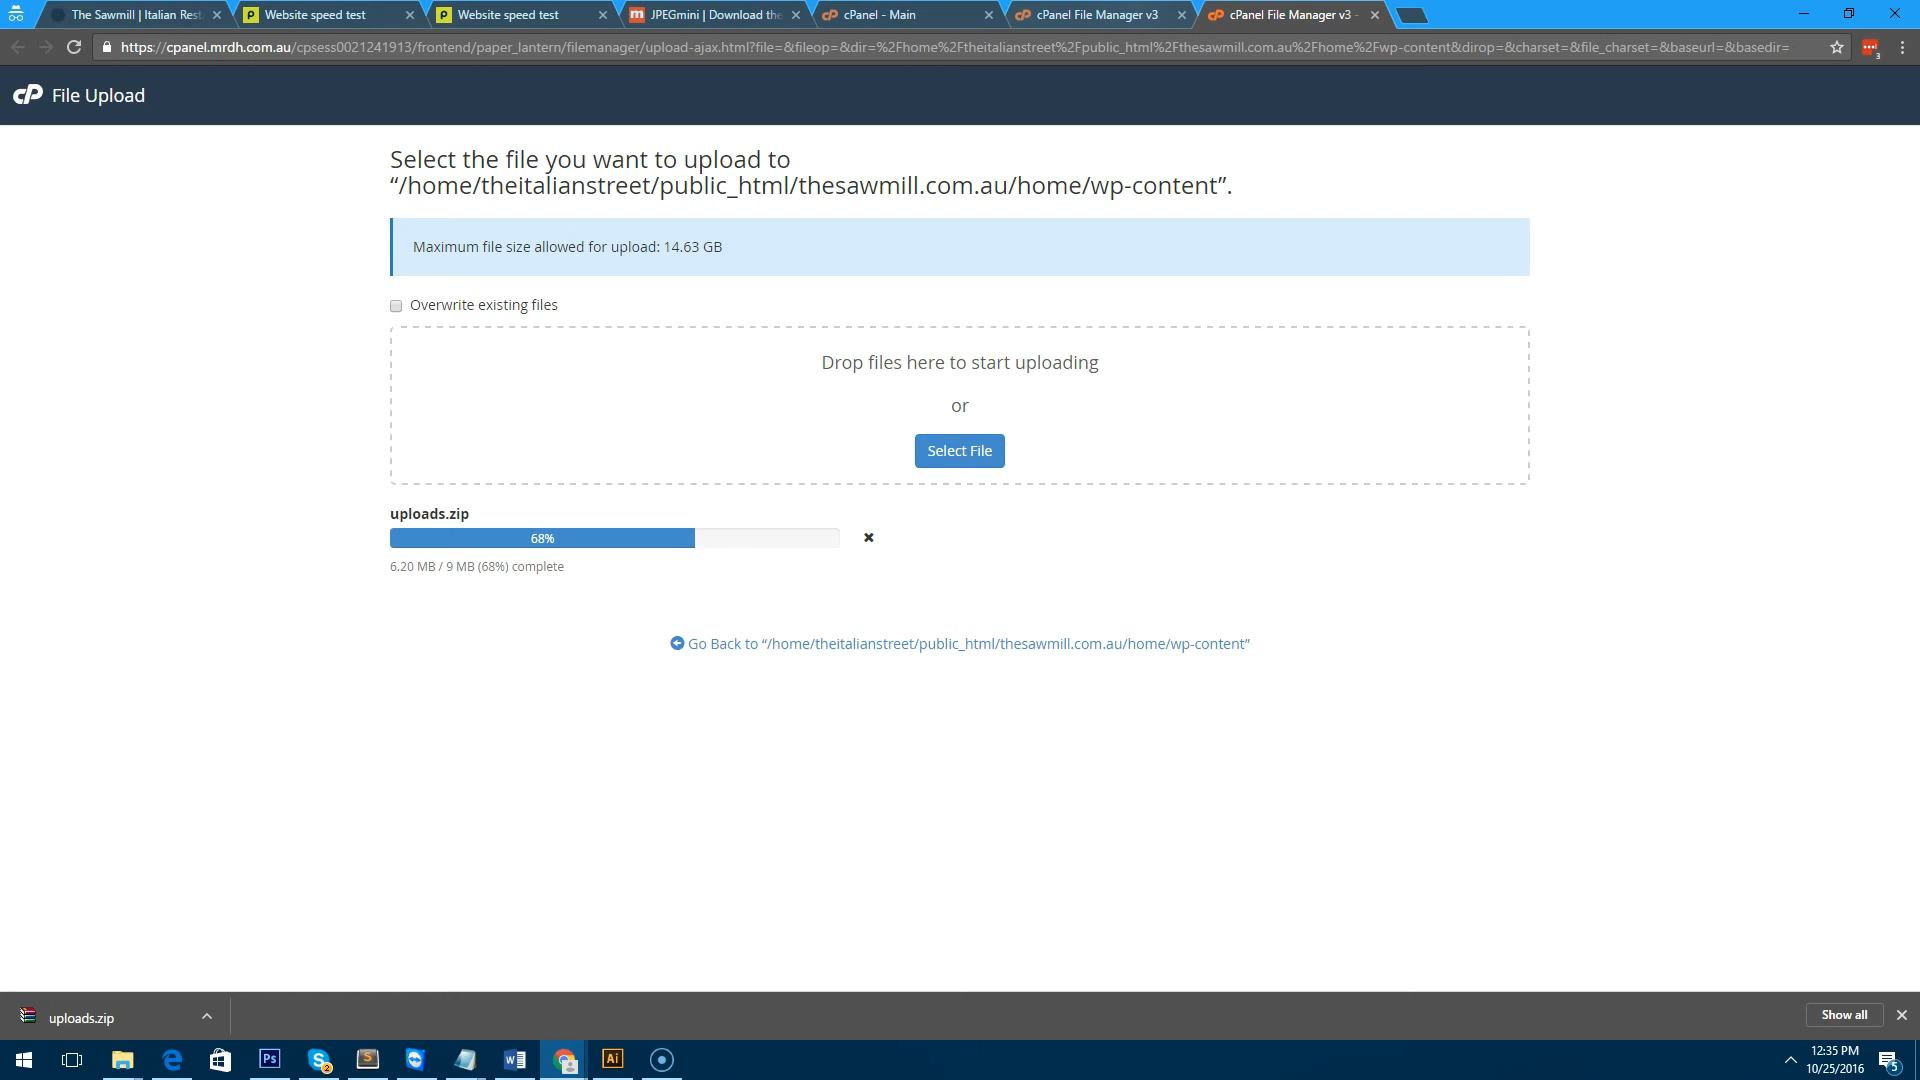 The Sawmill | Italian Rest
Website speed test
Website speed test
JPEGmini | Download the
cPanel - Main
cPanel File Manager v3
cPanel File Manager v3 -
https://cpanel.mrdh.com.au/cpsess0021241913/frontend/paper_lantern/filemanager/upload-ajax.html?file=&fileop=&dir=%2Fhome%2Ftheitalianstreet%2Fpublic_html%2Fthesawmill.com.au%2Fhome%2Fwp-content&dirop=&charset=&file_charset=&baseurl=&basedir=
3
cP File Upload
Select the file you want to upload to
“/home/theitalianstreet/public_html/thesawmill.com.au/home/wp-content”.
Maximum file size allowed for upload: 14.63 GB
Overwrite existing files
Drop files here to start uploading
or
Select File
uploads.zip
68%
6.20 MB / 9 MB (68%) complete
Go Back to “/home/theitalianstreet/public_html/thesawmill.com.au/home/wp-content”
uploads.zip
Show all
Ps
S
2
S
W
Ai
12:35 PM
10/25/2016
5